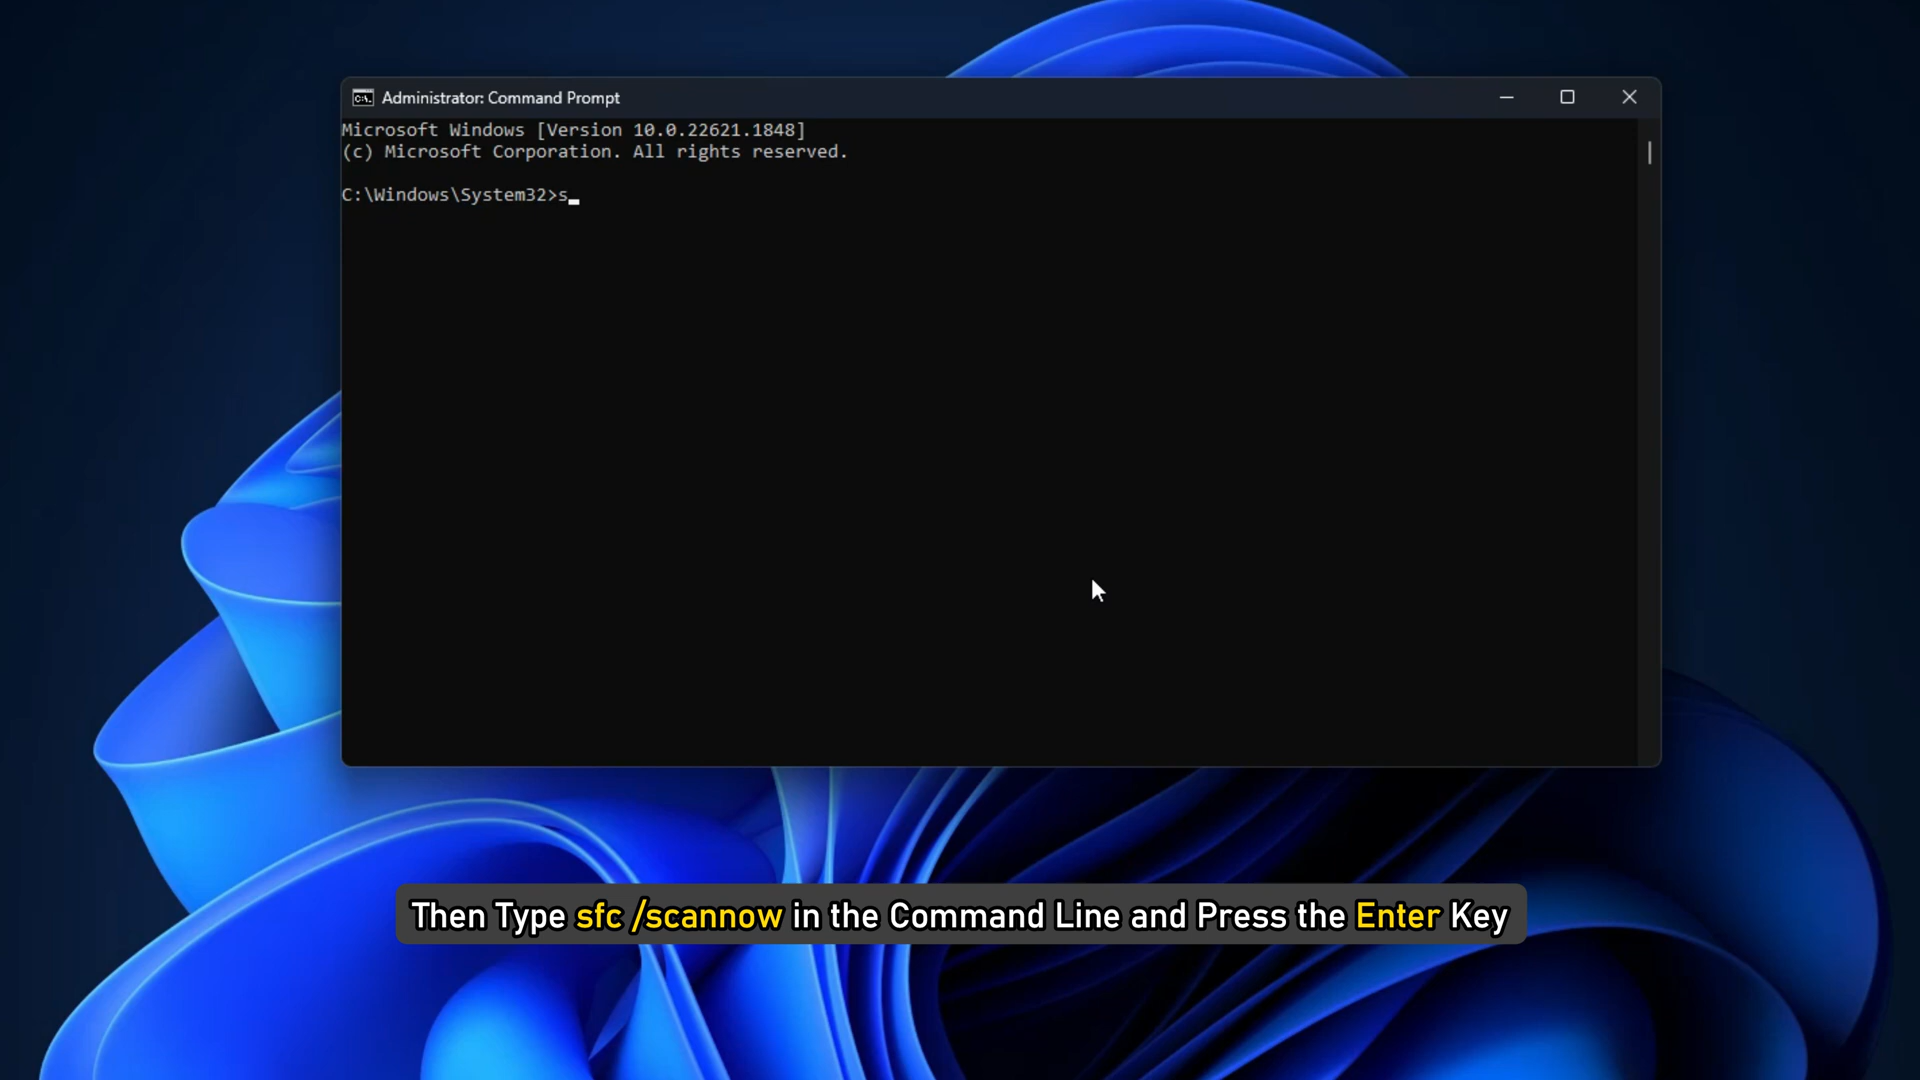 Administrator: Command Prompt
Microsoft Windows [Version 10.0.22621.1848]
(c) Microsoft Corporation. All rights reserved.
C:\Windows\System32>s
Then Type sfc /scannow in the Command Line and Press the Enter Key